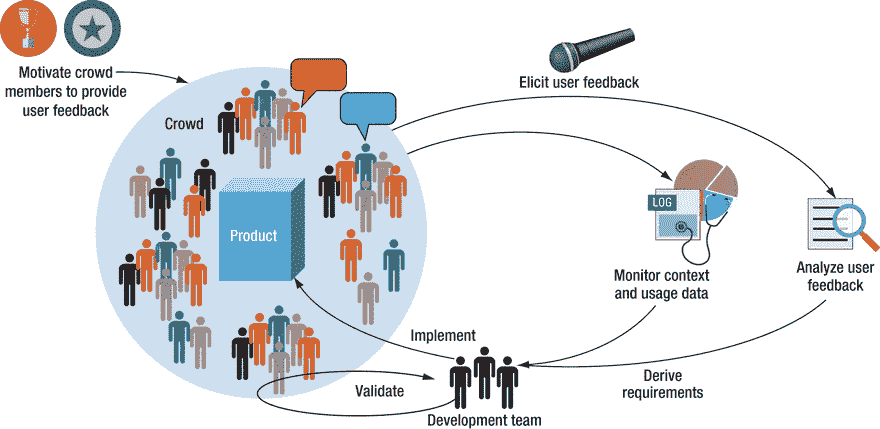 Motivate crowd
members to provide
user feedback
Crowd
Product
Elicit user feedback
LOG
Monitor context
and usage data
Analyze user
feedback
Implement
Derive
requirements
Validate
Development team